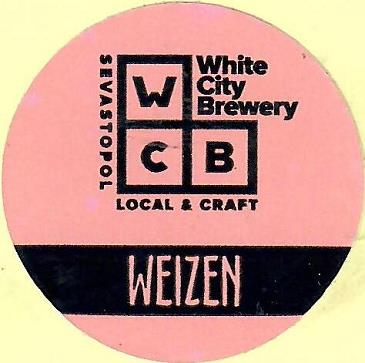 SEVASTOPOL
W
C B
White
City
Brewery
LOCAL & CRAFT
WEIZEN